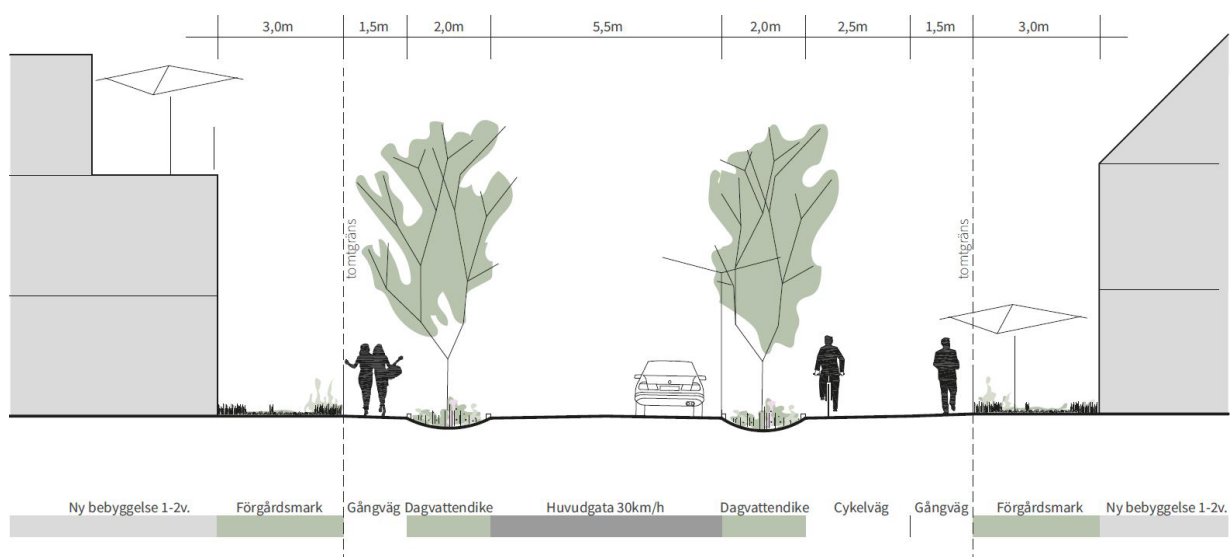 3,0m 1,5m 2,0m 5,5m 2,0m 2,5m 1,5m 3,0m
tomtgräns
tomtgräns
Ny bebyggelse 1-2v. Förgårdsmark Gångväg Dagvattendike Huvudgata 30km/h Dagvattendike Cykelväg Gångväg Förgårdsmark Ny bebyggelse 1-2v.